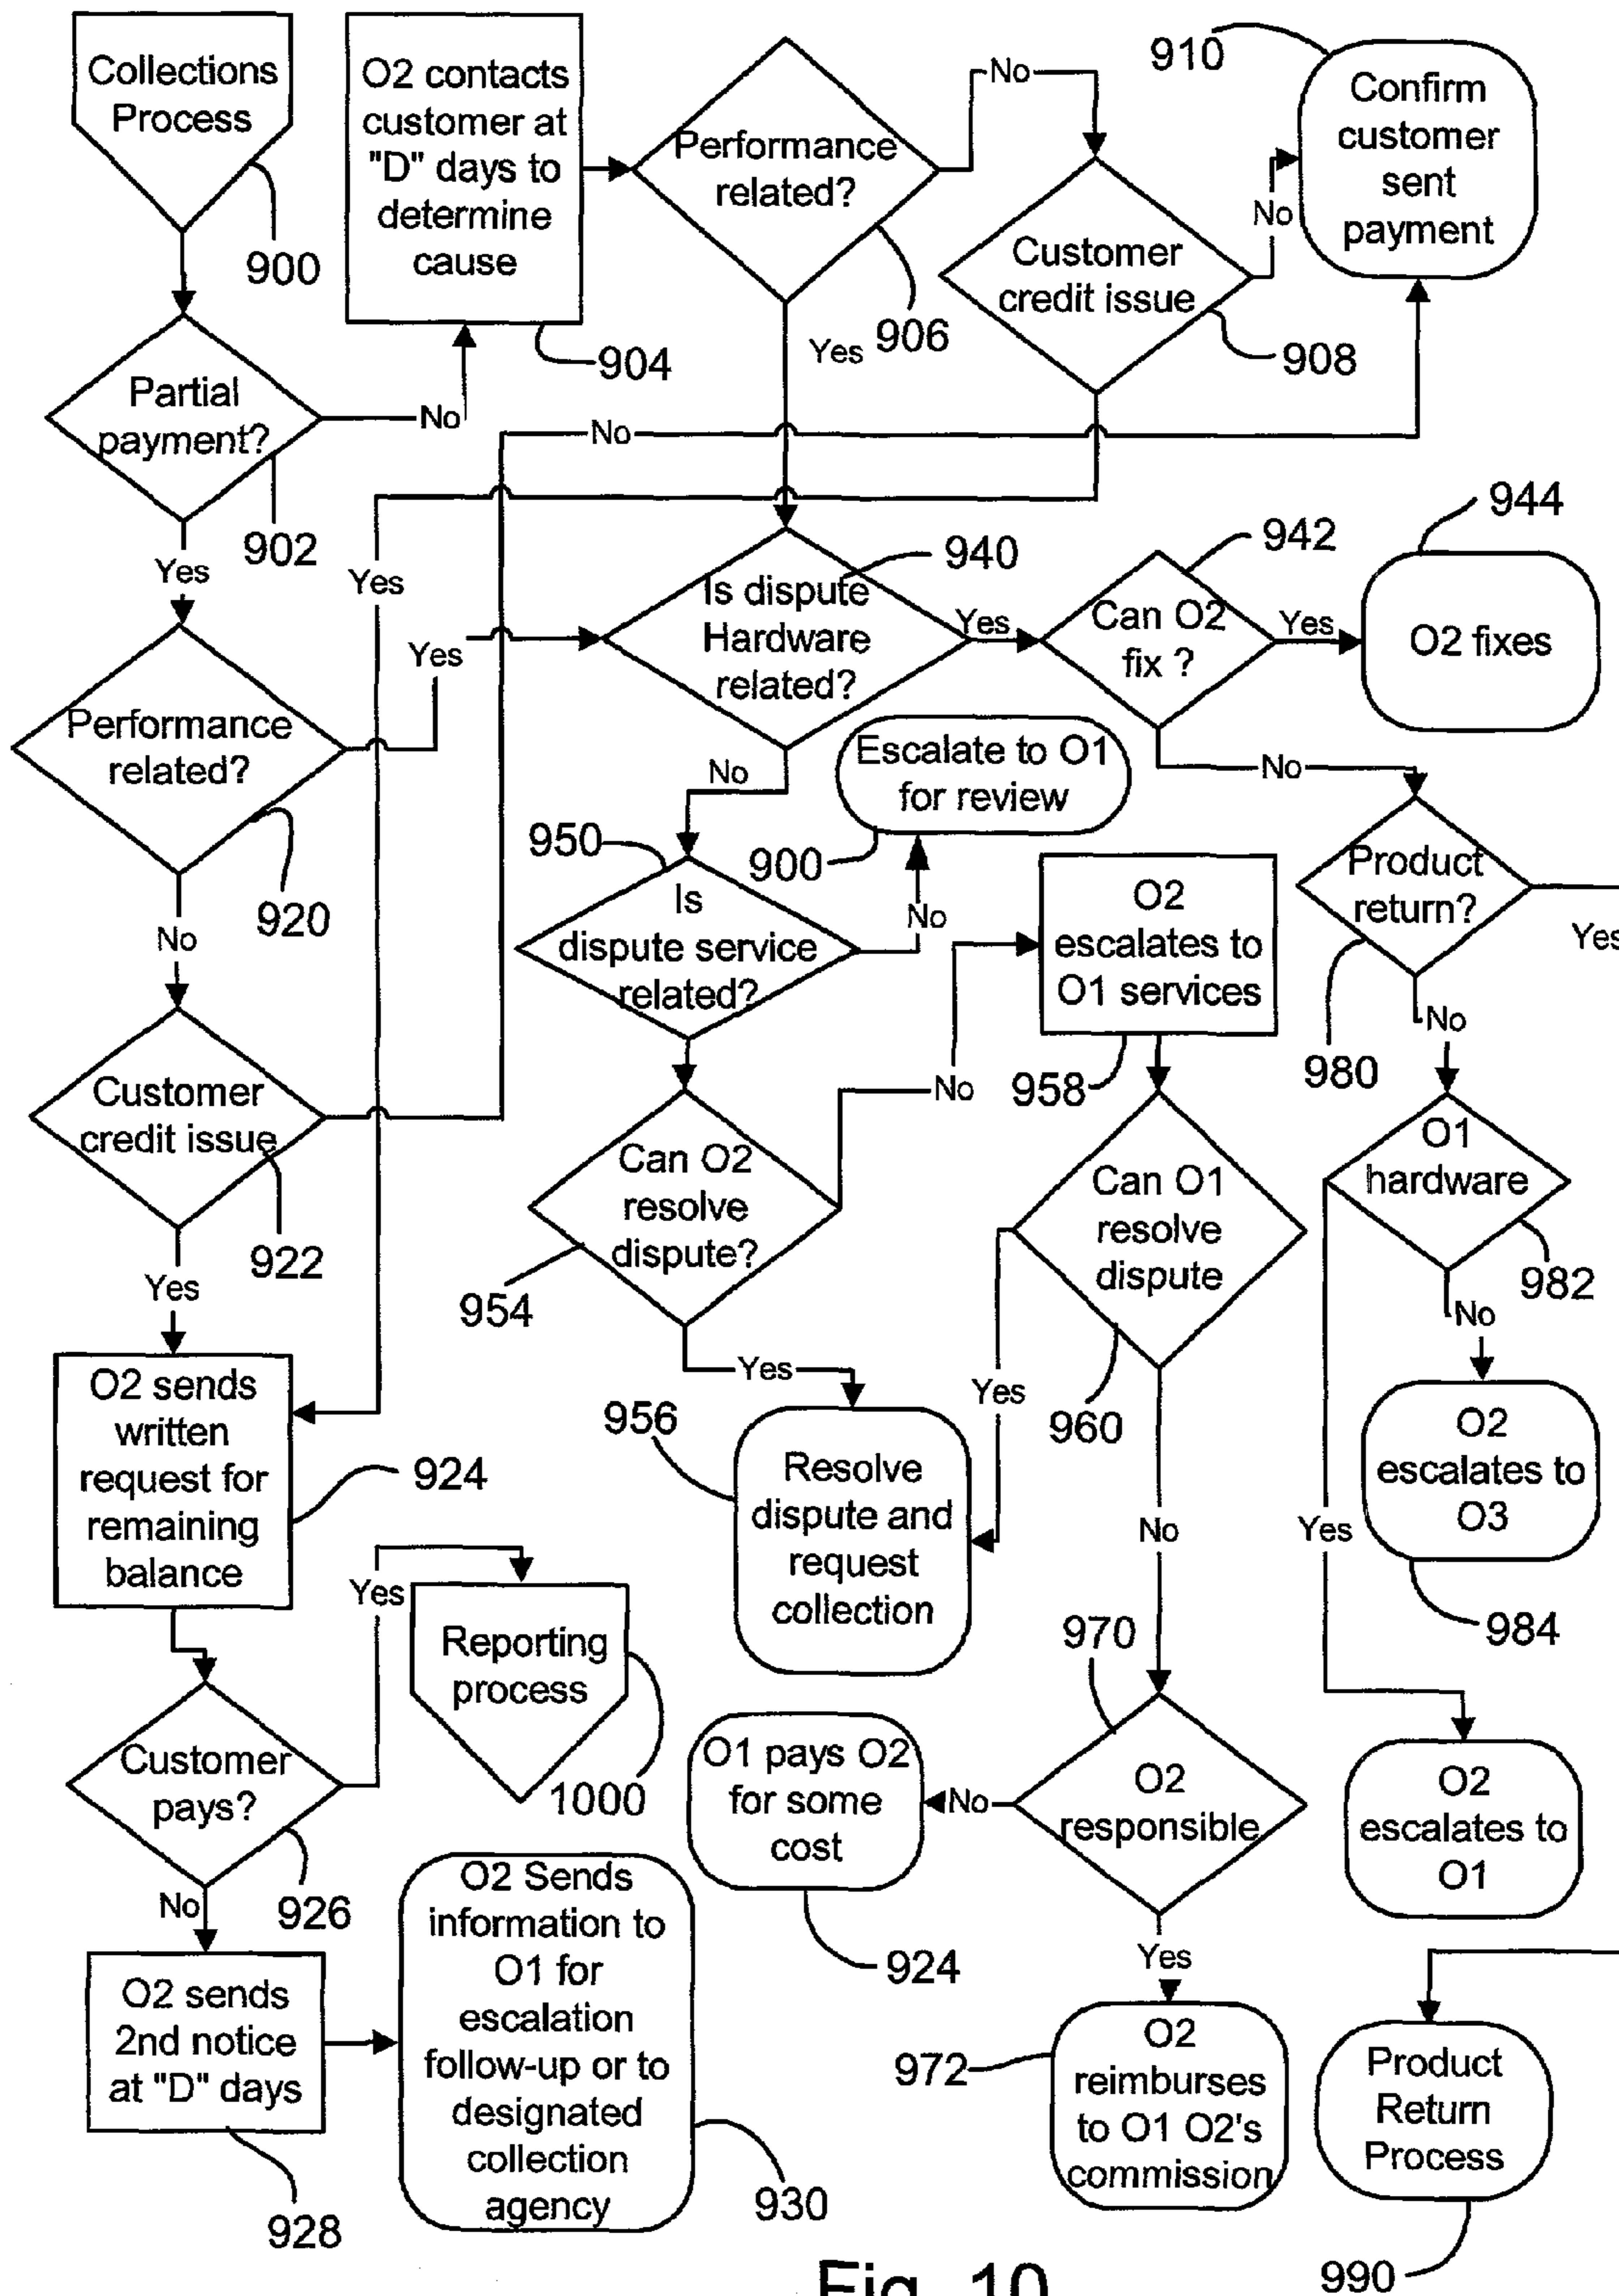 Collections
Process
900
O2 contacts
customer at
"D" days to
determine
cause
904
Performance
related?
906
No
Yes
Customer
credit issue
908
No
910
Confirm
customer
sent
payment
Partial
payment?
902
No
Yes
No
Yes
Performance
related?
920
Yes
No
Is dispute
Hardware
related?
940
Yes
No
Can O2
fix ?
942
Yes
No
944
O2 fixes
Escalate to O1
for review
900
950
Is
dispute service
related?
No
O2
escalates to
O1 services
958
Product
return?
980
Yes
No
Customer
credit issue
922
Yes
Can O2
resolve
dispute?
954
No
Yes
Can O1
resolve
dispute
960
Yes
No
O1
hardware
982
No
Yes
O2
escalates to
O3
984
O2 sends
written
request for
remaining
balance
924
956
Resolve
dispute and
request
collection
Yes
Reporting
process
1000
Customer
pays?
926
No
970
O2
responsible
No
Yes
O1 pays O2
for some
cost
924
O2
escalates to
O1
O2 sends
2nd notice
at "D" days
928
O2 Sends
information to
O1 for
escalation
follow-up or to
designated
collection
agency
930
972
O2
reimburses
to O1 O2's
commission
Product
Return
Process
990
Fig. 10